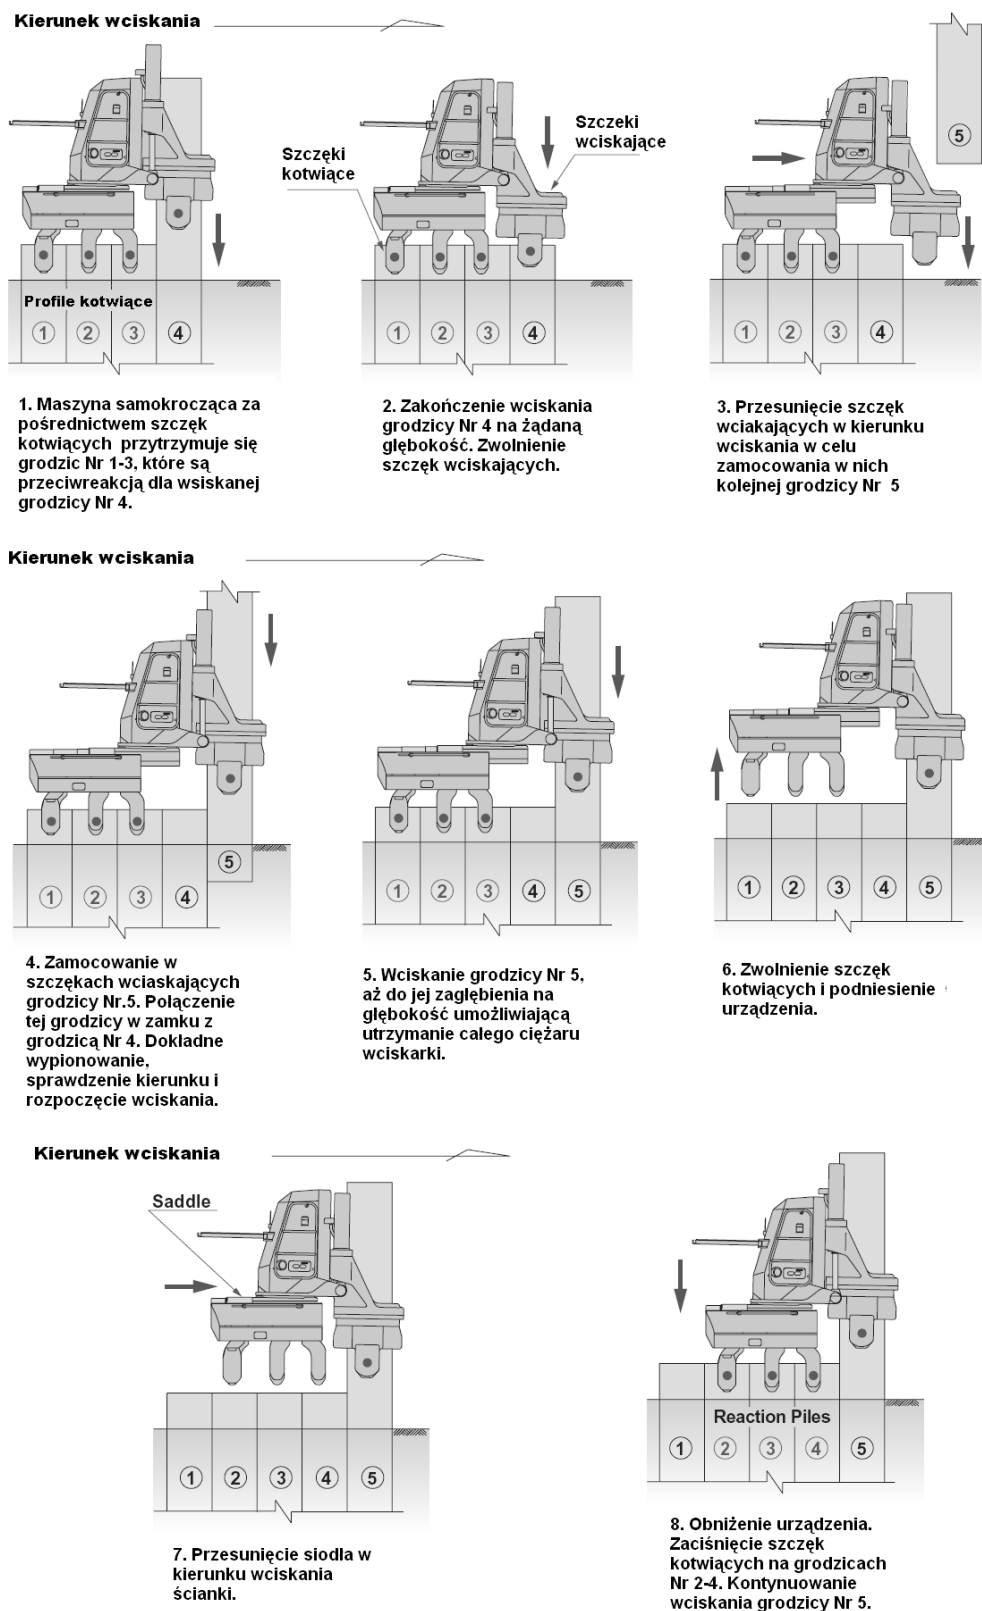 Kierunek wciskania
5
Szczęki
kotwiące
Szczeki
wciskające
Profile kotwiące
1 2 3 4
1 2 3 4
1 2 3 4
1. Maszyna samokrocząca za
pośrednictwem szczęk
kotwiących przytrzymuje się
grodzic Nr 1-3, które są
przeciwreakcją dla wsiskanej
grodzicy Nr 4.
2. Zakończenie wciskania
grodzicy Nr 4 na żądaną
głębokość. Zwolnienie
szczęk wciskających.
3. Przesunięcie szczęk
wciakających w kierunku
wciskania w celu
zamocowania w nich
kolejnej grodzicy Nr 5
Kierunek wciskania
1 2 3 4 5
1 2 3 4 5
1 2 3 4 5
4. Zamocowanie w
szczękach wciaskających
grodzicy Nr.5. Połączenie
tej grodzicy w zamku z
grodzicą Nr 4. Dokładne
wypionowanie,
sprawdzenie kierunku i
rozpoczęcie wciskania.
5. Wciskanie grodzicy Nr 5,
aż do jej zagłębienia na
głębokość umożliwiającą
utrzymanie całego ciężaru
wciskarki.
6. Zwolnienie szczęk
kotwiących i podniesienie
urządzenia.
Kierunek wciskania
Saddle
1 2 3 4 5
Reaction Piles
1 2 3 4 5
7. Przesunięcie siodła w
kierunku wciskania
ścianki.
8. Obniżenie urządzenia.
Zaciśnięcie szczęk
kotwiących na grodzicach
Nr 2-4. Kontynuowanie
wciskania grodzicy Nr 5.